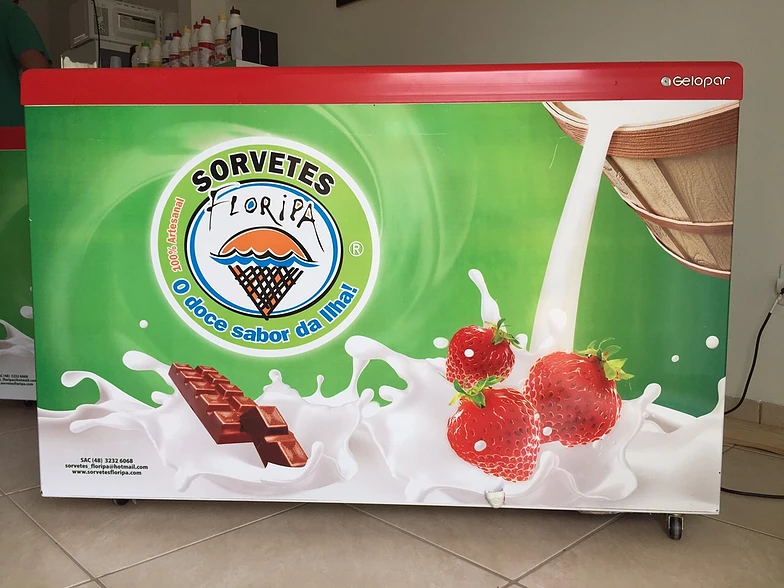 Gelopar
SORVETES
FLORIPA
®
100% Artesanal
O doce sabor da Ilha!
SAC (48) 3232 6068
sorvetes_floripa@hotmail.com
www.sorvetesfloripa.com